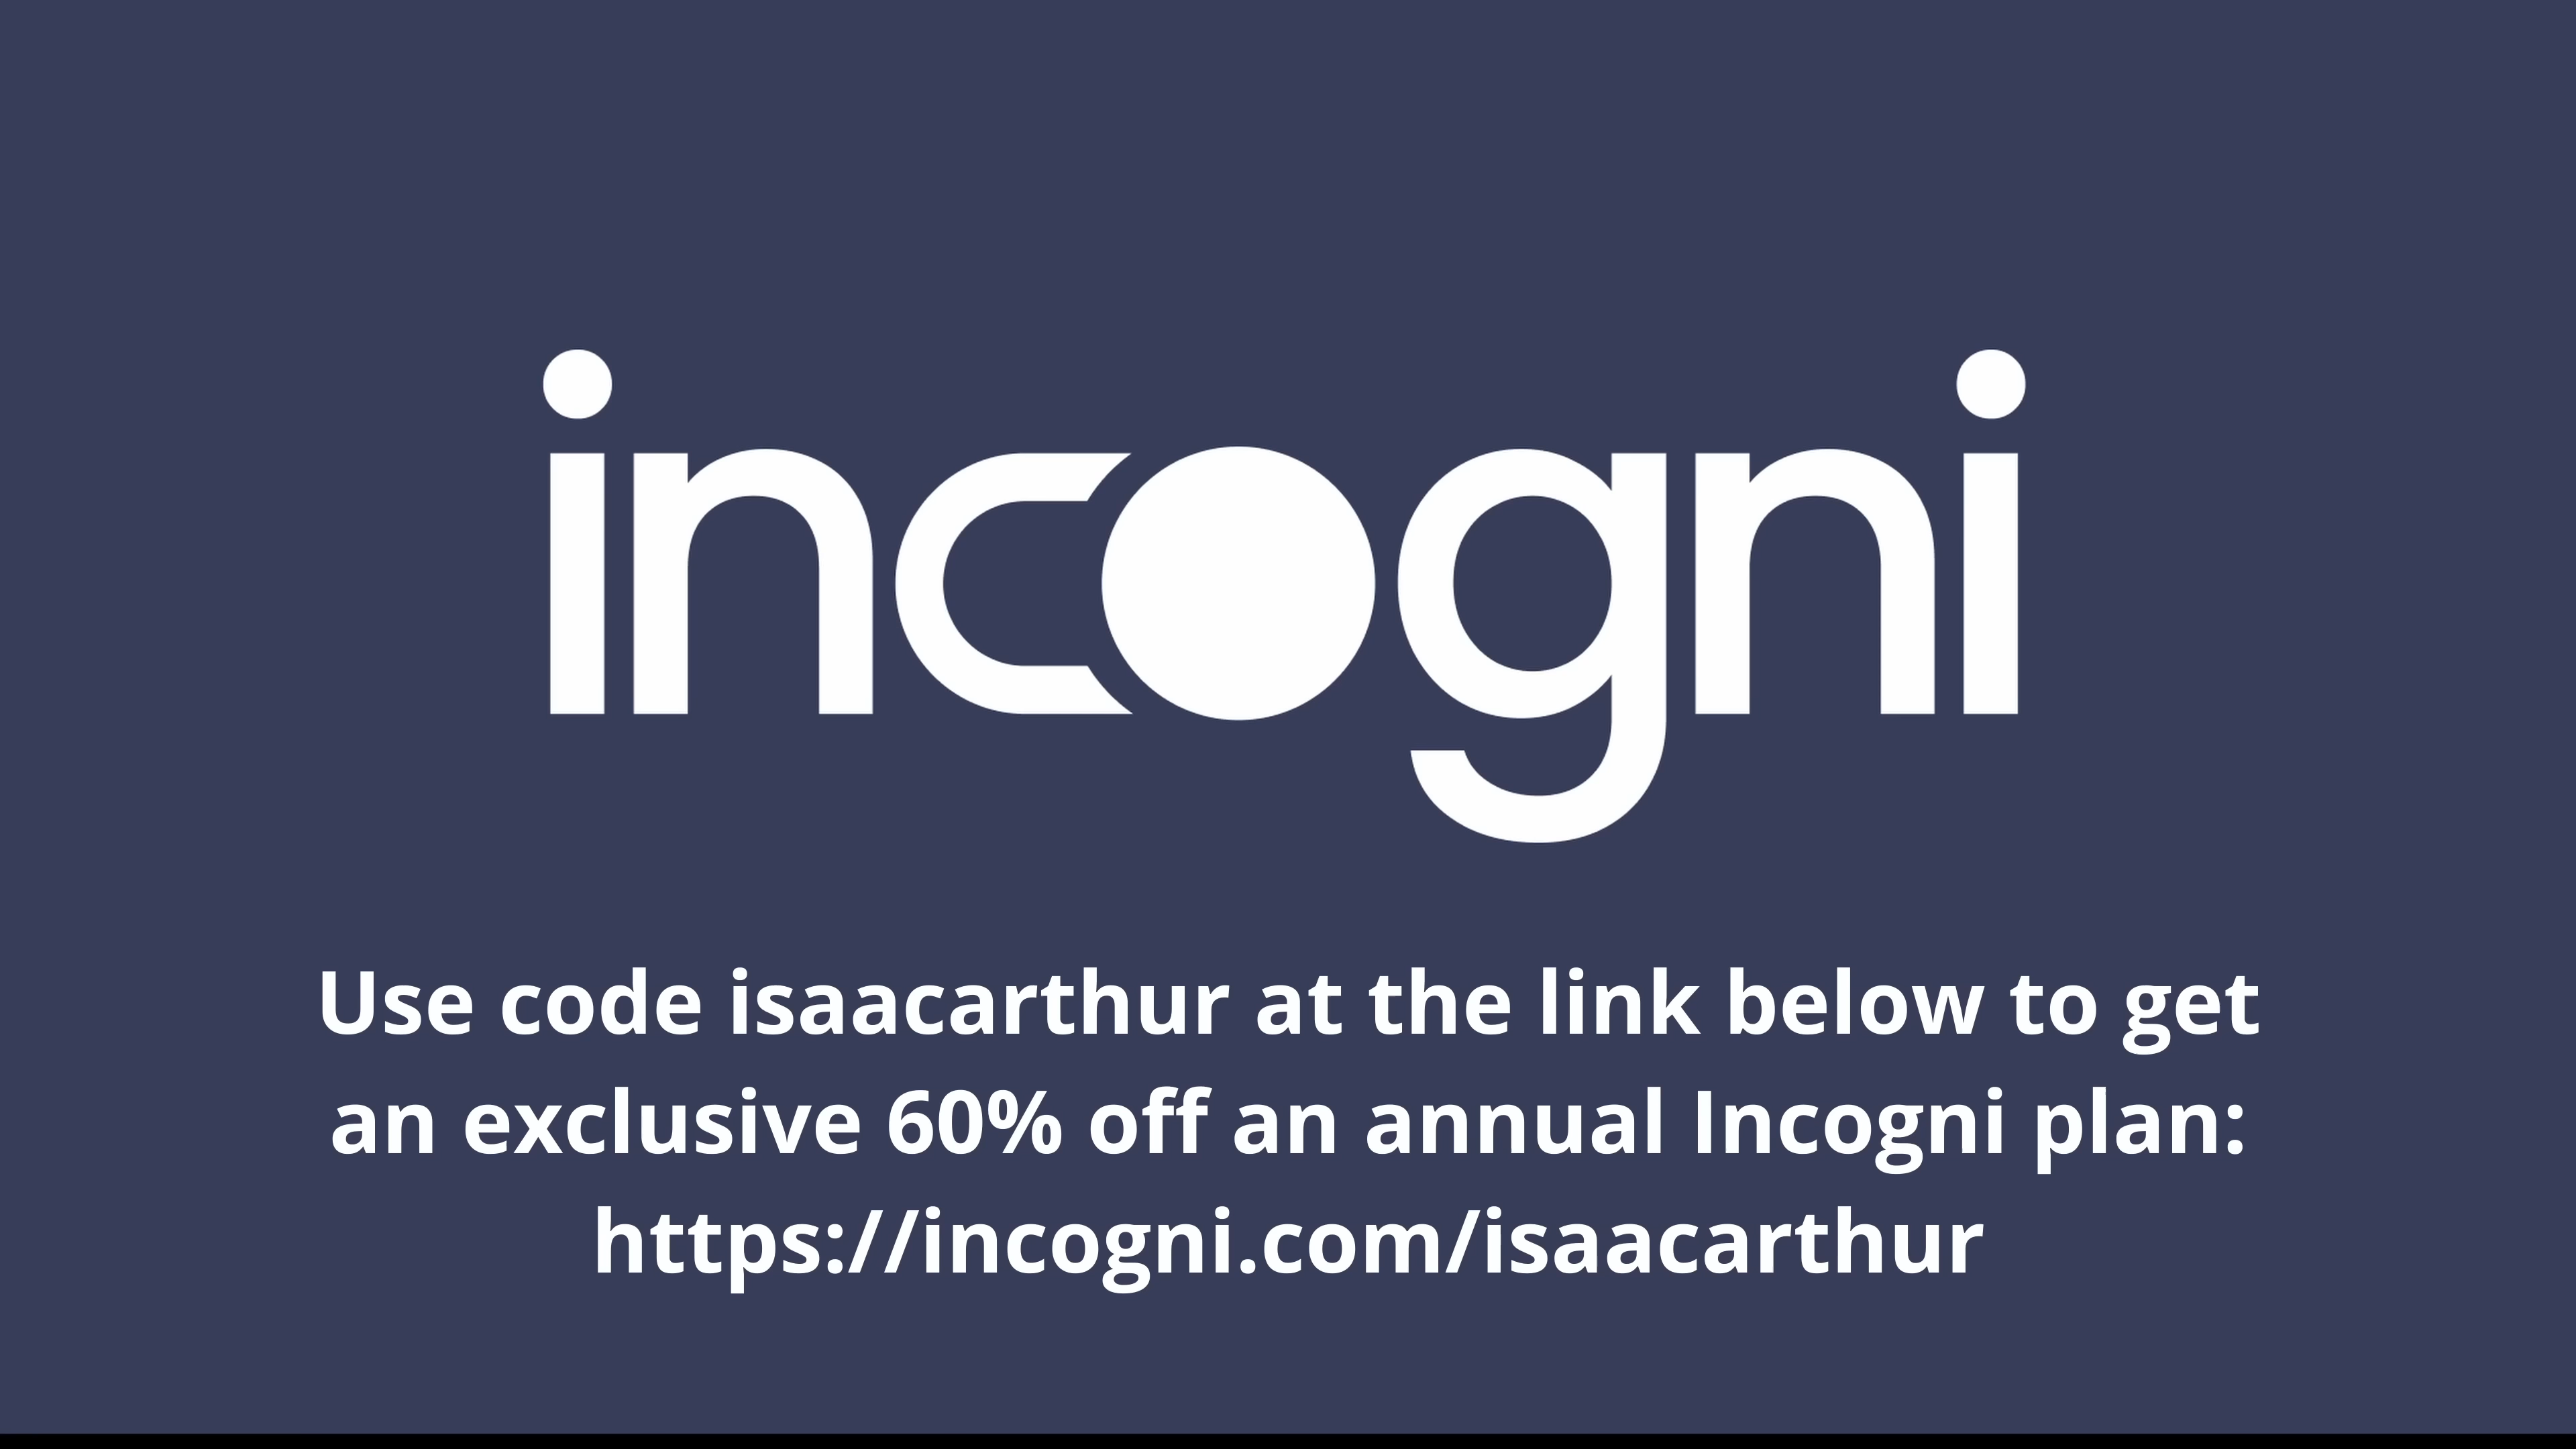 incogni
Use code isaacarthur at the link below to get
an exclusive 60% off an annual Incogni plan:
https://incogni.com/isaacarthur